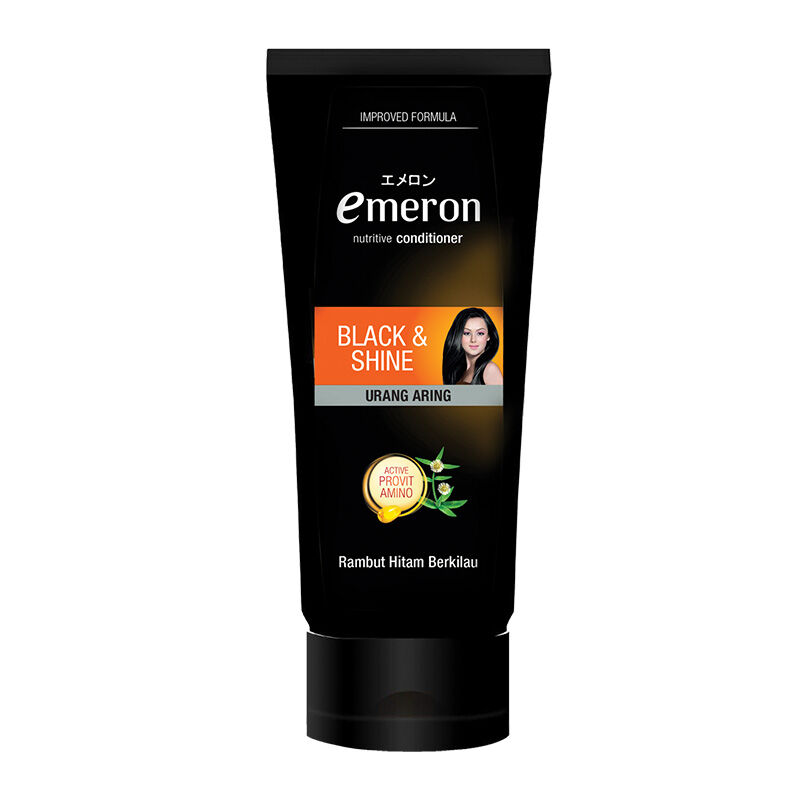 IMPROVED FORMULA
エメロン
emeron
nutritive conditioner
BLACK &
SHINE
URANG ARING
ACTIVE
PROVIT
AMINO
Rambut Hitam Berkilau